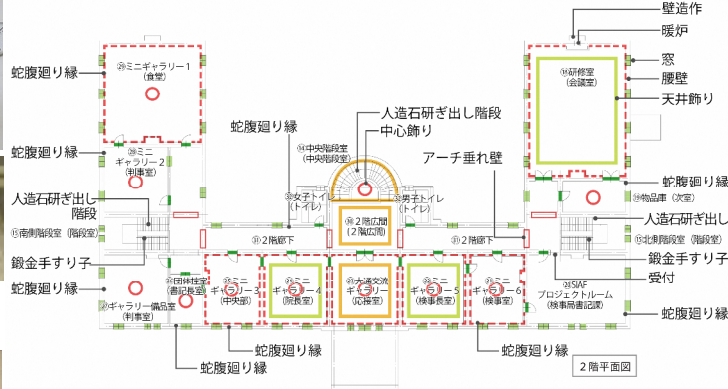 壁造作
暖炉
窓
腰壁
天井飾り
蛇腹廻り縁
ミニギャラリー１
(食堂)
研修室
(会議室)
人造石研ぎ出し階段
中心飾り
蛇腹廻り縁
中央階段室
(中央階段室)
アーチ垂れ壁
蛇腹廻り縁
ミニ
ギャラリー２
(判事室)
蛇腹廻り縁
物品庫（次室）
人造石研ぎ出し
階段
女子トイレ
(トイレ)
男子トイレ
(トイレ)
２階広間
(２階広間)
人造石研ぎ出し
⑮南側階段室（階段室）
２階廊下
２階廊下
北側階段室（階段室）
鍛金手すり子
鍛金手すり子
受付
蛇腹廻り縁
ギャラリー備品室
(判事室)
団体控室
(書記長室)
ミニ
ギャラリー３
(中央部)
ミニ
ギャラリー４
(院長室)
大通交流
ギャラリー
(応接室)
ミニ
ギャラリー５
(検事長室)
ミニ
ギャラリー６
(検事室)
SIAF
プロジェクトルーム
(検事局書記課)
蛇腹廻り縁
蛇腹廻り縁
蛇腹廻り縁
蛇腹廻り縁
２階平面図